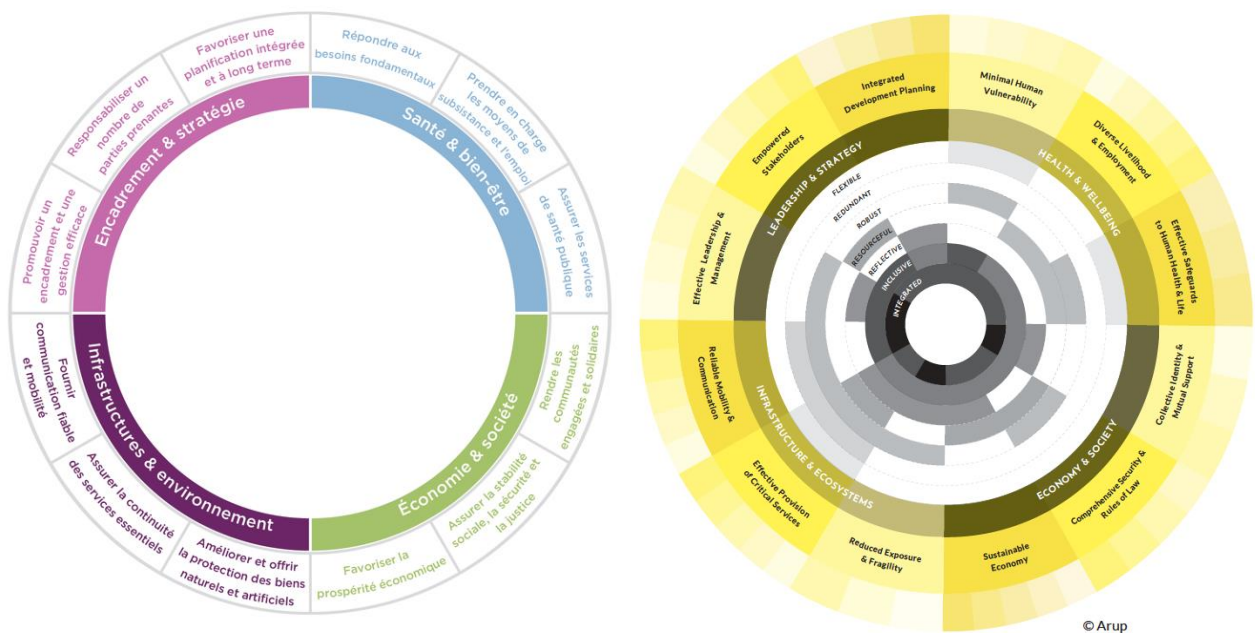 Encadrement & stratégie
Promouvoir un
encadrement et une
gestion efficace
Responsabiliser un
nombre de
parties prenantes
Favoriser une
planification intégrée
et à long terme
Santé & bien-être
Répondre aux
besoins fondamentaux
Prendre en charge
les moyens de
subsistance et l'emploi
Assurer les services
de santé publique
Économie & société
Rendre les
communautés
engagées et solidaires
Assurer la stabilité
sociale, la sécurité et
la justice
Favoriser la
prospérité économique
Infrastructures & environnement
Améliorer et offrir
la protection des biens
naturels et artificiels
Assurer la continuité
des services essentiels
Fournir
communication fiable
et mobilité
LEADERSHIP & STRATEGY
Effective Leadership &
Management
Empowered
Stakeholders
Integrated
Development Planning
HEALTH & WELLBEING
Minimal Human
Vulnerability
Diverse Livelihood
& Employment
Effective Safeguards
to Human Health & Life
ECONOMY & SOCIETY
Collective Identity &
Mutual Support
Comprehensive Security &
Rules of Law
Sustainable
Economy
INFRASTRUCTURE & ECOSYSTEMS
Reduced Exposure
& Fragility
Effective Provision
of Critical Services
Reliable Mobility &
Communication
FLEXIBLE
REDUNDANT
ROBUST
RESOURCEFUL
REFLECTIVE
INCLUSIVE
INTEGRATED
© Arup